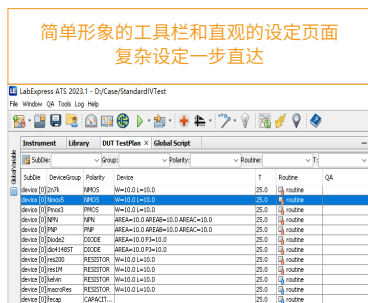 简单形象的工具栏和直观的设定页面
复杂设定一步直达
LabExpress ATS 2023.1 - D:/Case/StandardIVTest
File Window QA Tools Log Help
Instrument Library DUT TestPlan × Global Script
GlobalVariable
SubDie: Group: Polarity: Routine: T:
SubDie DeviceGroup Polarity Device T Routine QA
device [0]2n7k NMOS W=10.0 L=10.0 25.0 routine
device [0]Nmos5 NMOS W=10.0 L=10.0 25.0 routine
device [0]Pmos3 PMOS W=10.0 L=10.0 25.0 routine
device [0]NPN NPN AREA=10.0 AREAB=10.0 AREAC=10.0 25.0 routine
device [0]PNP PNP AREA=10.0 AREAB=10.0 AREAC=10.0 25.0 routine
device [0]Diode2 DIODE AREA=10.0 PJ=10.0 25.0 routine
device [0]dio4148ST DIODE AREA=10.0 PJ=10.0 25.0 routine
device [0]res200 RESISTOR W=10.0 L=10.0 25.0 routine
device [0]res1M RESISTOR W=10.0 L=10.0 25.0 routine
device [0]kelvin RESISTOR W=10.0 L=10.0 25.0 routine
device [0]macroRes RESISTOR W=10.0 L=10.0 25.0 routine
device [0]fecap CAPACIT... 25.0 routine